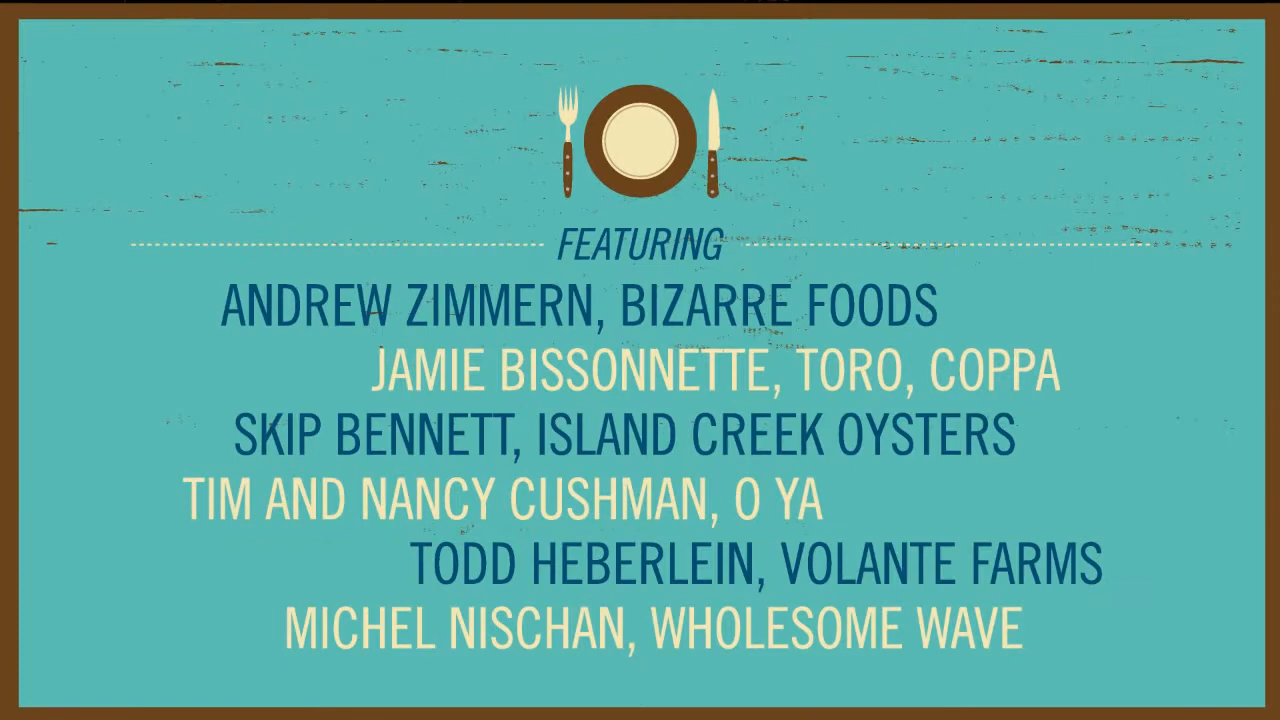 FEATURING
ANDREW ZIMMERN, BIZARRE FOODS
JAMIE BISSONNETTE, TORO, COPPA
SKIP BENNETT, ISLAND CREEK OYSTERS
TIM AND NANCY CUSHMAN, O YA
TODD HEBERLEIN, VOLANTE FARMS
MICHEL NISCHAN, WHOLESOME WAVE